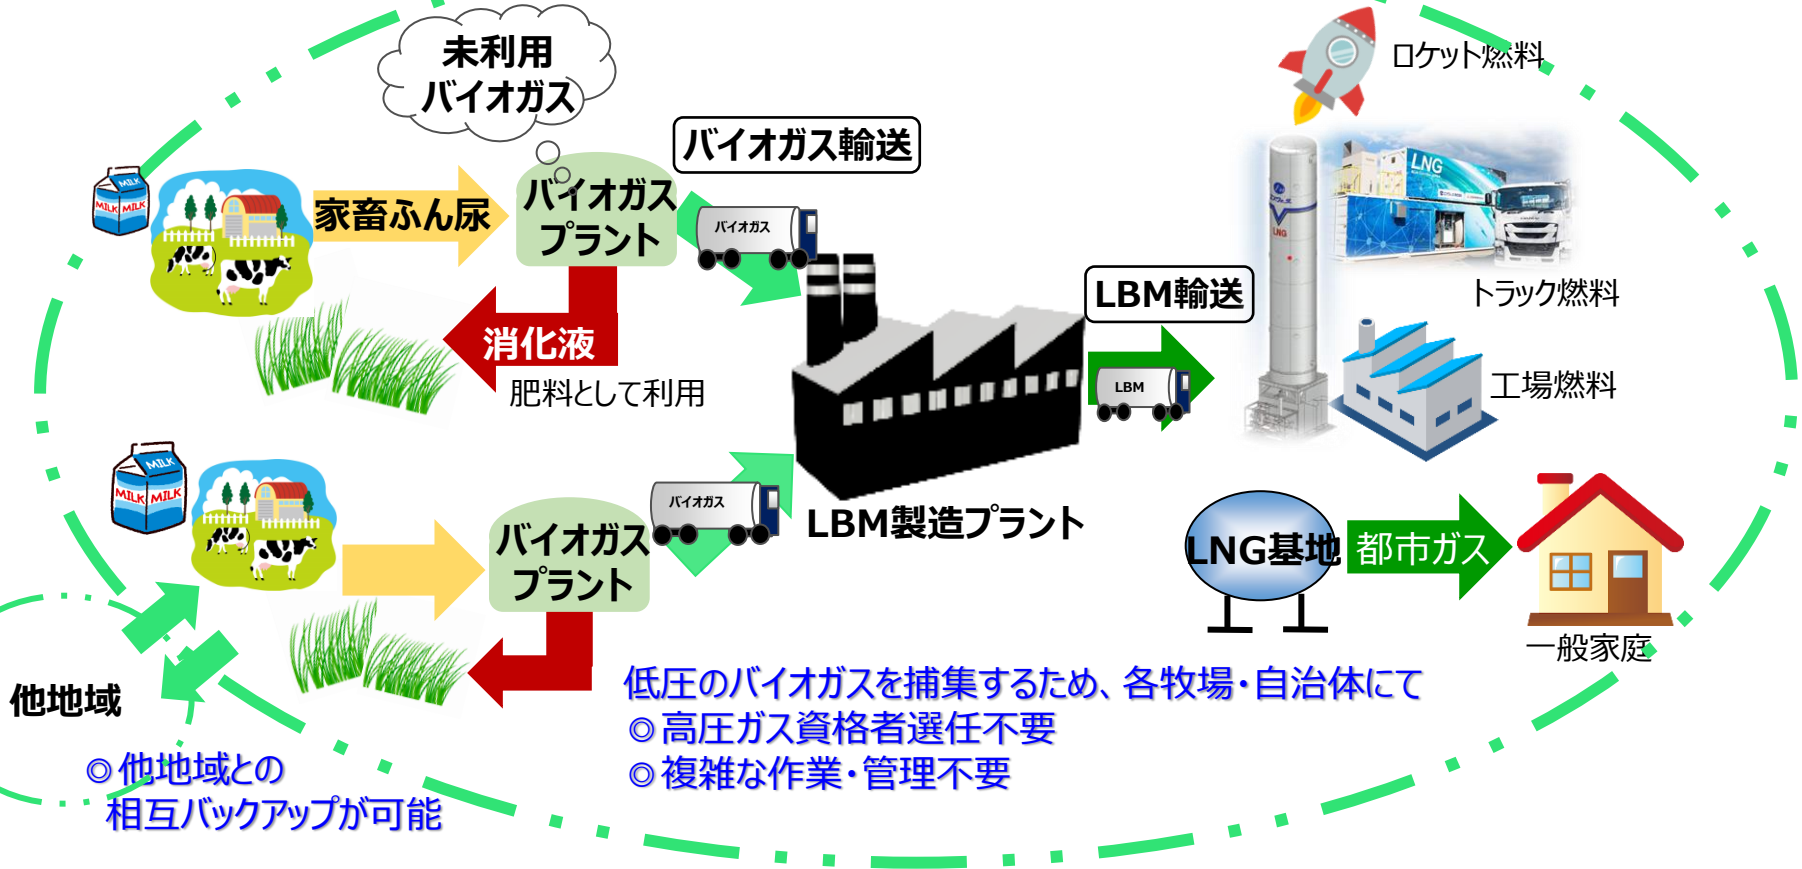 未利用
バイオガス
ロケット燃料
バイオガス輸送
MILK
MILK MILK
家畜ふん尿
バイオガス
プラント
バイオガス
LNG
LNG
トラック燃料
LBM輸送
消化液
肥料として利用
LBM
工場燃料
MILK
MILK MILK
バイオガス
プラント
バイオガス
LBM製造プラント
LNG基地
都市ガス
一般家庭
他地域
低圧のバイオガスを捕集するため、各牧場・自治体にて
◎高圧ガス資格者選任不要
◎複雑な作業・管理不要
◎他地域との
相互バックアップが可能